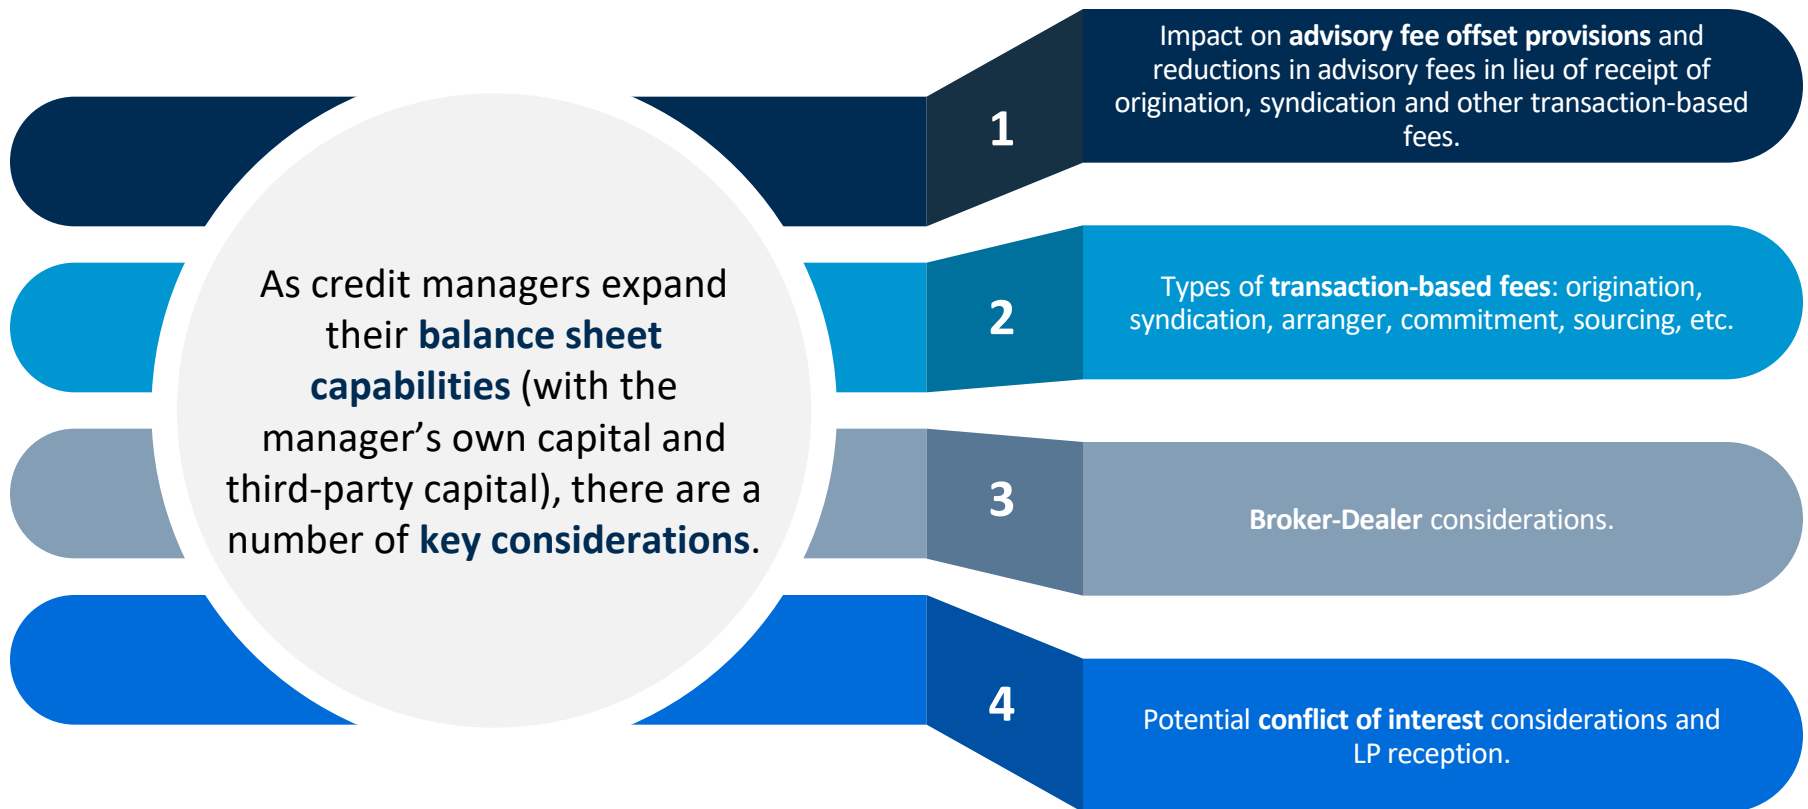 As credit managers expand
their balance sheet
capabilities (with the
manager’s own capital and
third-party capital), there are a
number of key considerations.
1
Impact on advisory fee offset provisions and
reductions in advisory fees in lieu of receipt of
origination, syndication and other transaction-based
fees.
2
Types of transaction-based fees: origination,
syndication, arranger, commitment, sourcing, etc.
3
Broker-Dealer considerations.
4
Potential conflict of interest considerations and
LP reception.